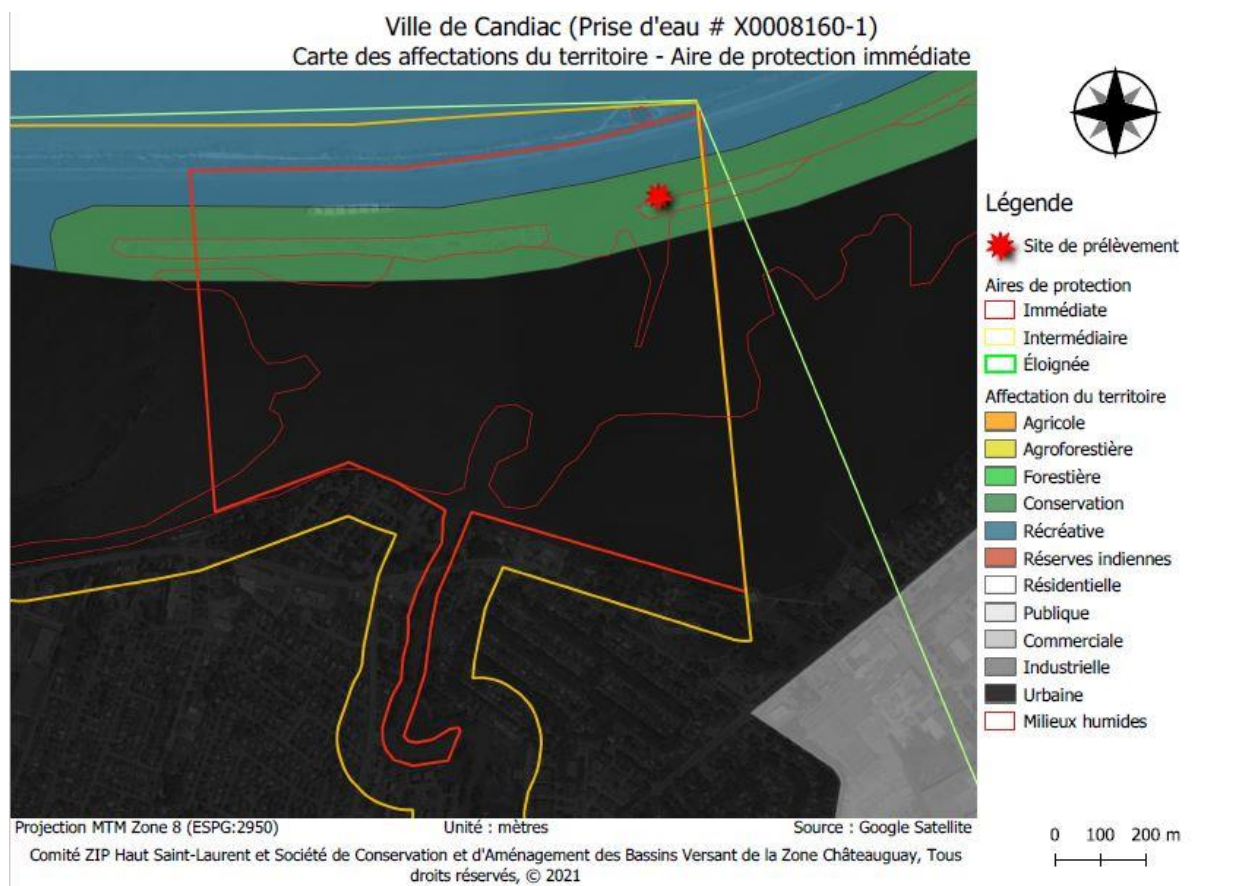 Ville de Candiac (Prise d'eau # X0008160-1)
Carte des affectations du territoire - Aire de protection immédiate
Légende
Site de prélèvement
Aires de protection
Immédiate
Intermédiaire
Éloignée
Affectation du territoire
Agricole
Agroforestière
Forestière
Conservation
Récréative
Réserves indiennes
Résidentielle
Publique
Commerciale
Industrielle
Urbaine
Milieux humides
Projection MTM Zone 8 (ESPG:2950) Unité : mètres Source : Google Satellite
0 100 200 m
Comité ZIP Haut Saint-Laurent et Société de Conservation et d'Aménagement des Bassins Versant de la Zone Châteauguay, Tous
droits réservés, © 2021